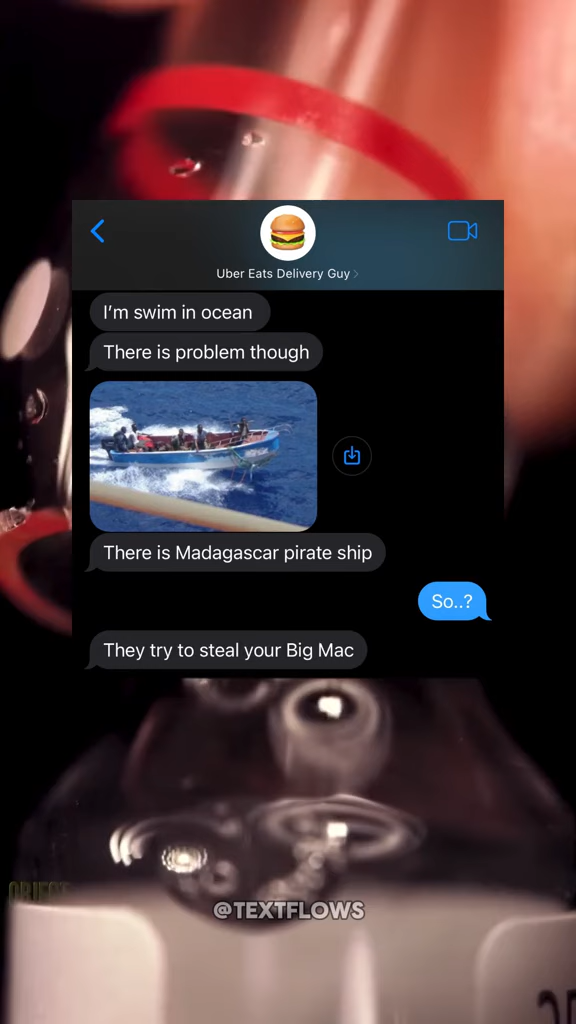 Uber Eats Delivery Guy
I'm swim in ocean
There is problem though
There is Madagascar pirate ship
So..?
They try to steal your Big Mac
OBJECT
@TEXTFLOWS